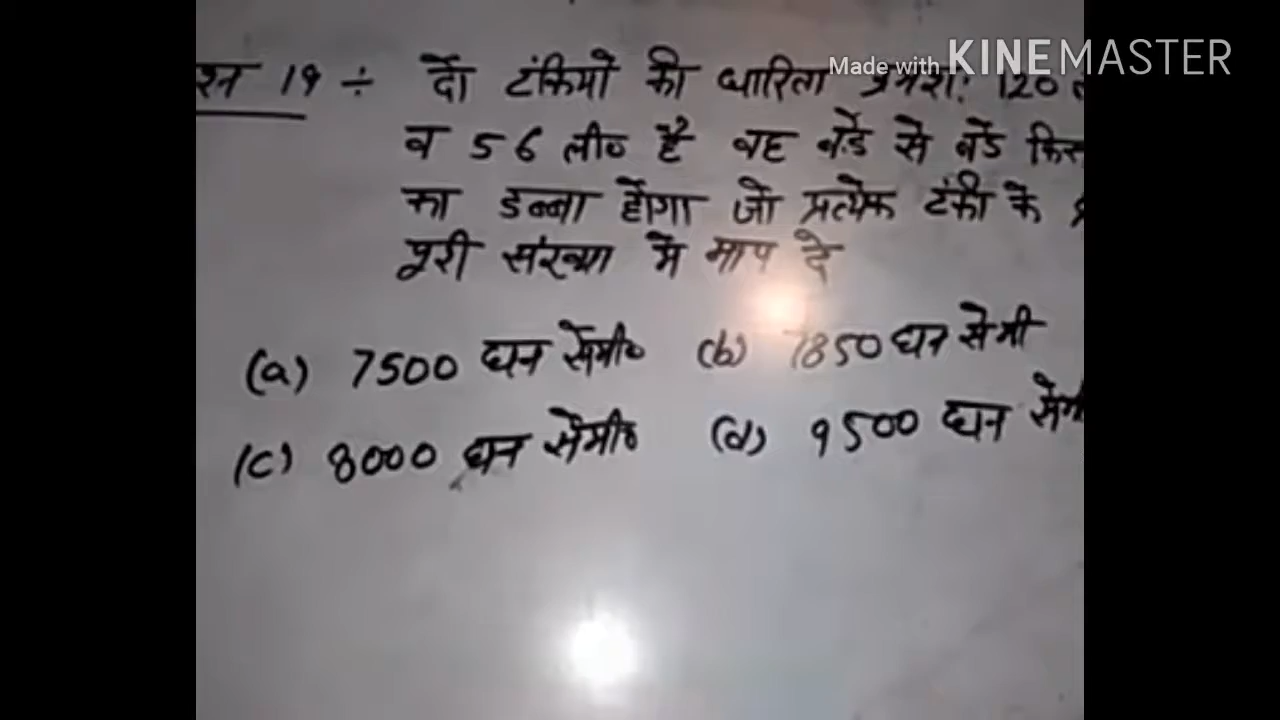 Made with KINEMASTER
श्न 19 ÷ दो टंकियो की धारिता क्रमशः 120
व 56 ली० है वह बड़े से बडे किस
का डब्बा होगा जो प्रत्येक टंकी के
पूरी संख्या मे माप दे
(a) 7500 घन सेमी० (b) 7850 घन सेमी
(c) 8000 घन सेमी० (d) 9500 घन सेमी